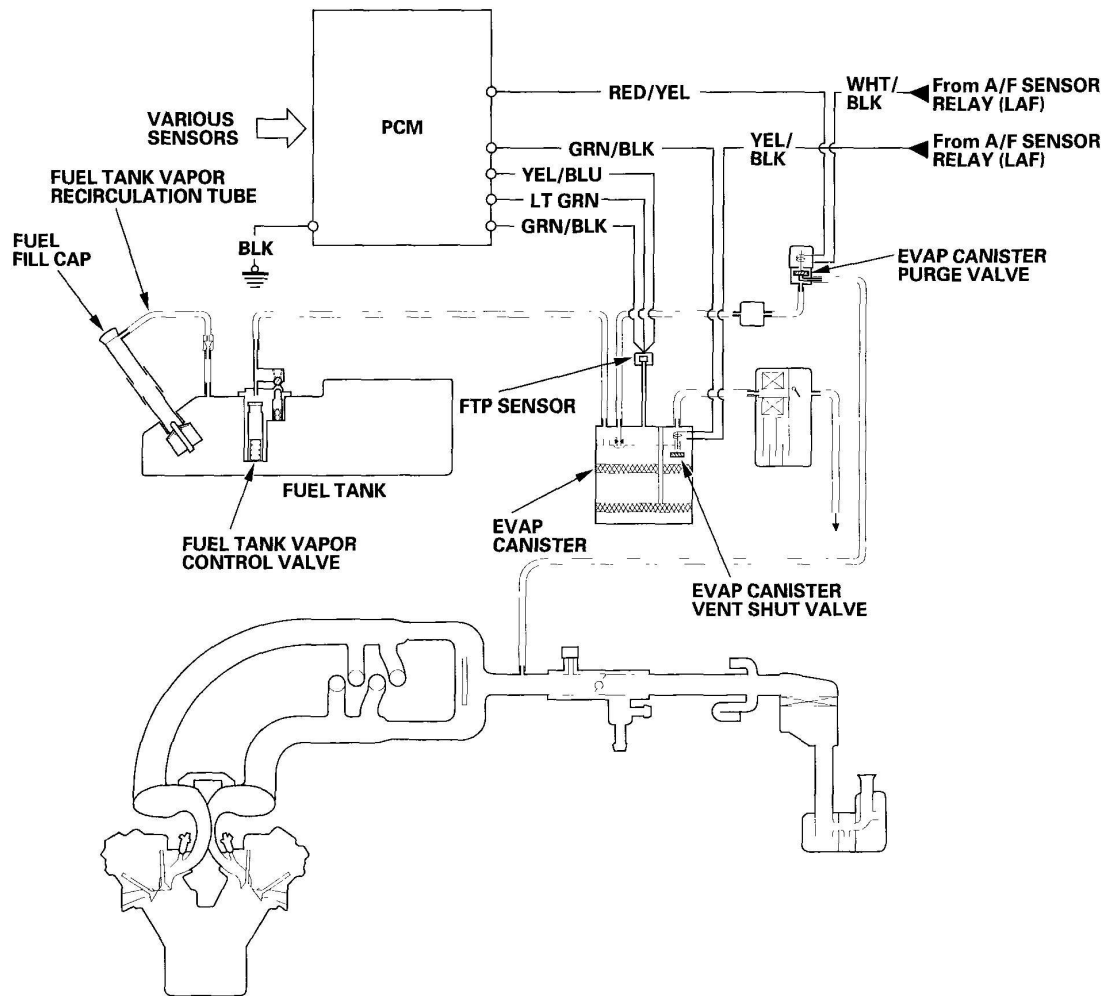 RED/YEL
WHT/
BLK
From A/F SENSOR
RELAY (LAF)
VARIOUS
SENSORS
PCM
GRN/BLK
YEL/
BLK
From A/F SENSOR
RELAY (LAF)
YEL/BLU
LT GRN
GRN/BLK
FUEL TANK VAPOR
RECIRCULATION TUBE
FUEL
FILL CAP
BLK
EVAP CANISTER
PURGE VALVE
FTP SENSOR
FUEL TANK
FUEL TANK VAPOR
CONTROL VALVE
EVAP
CANISTER
EVAP CANISTER
VENT SHUT VALVE